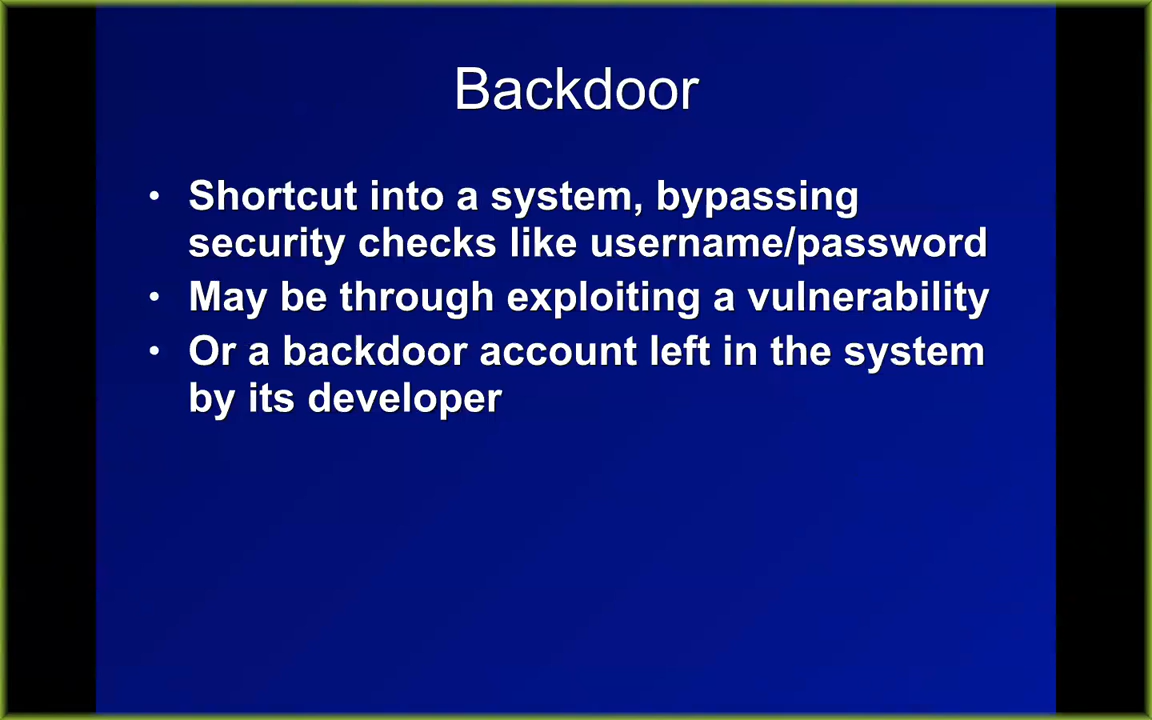 Backdoor
• Shortcut into a system, bypassing
security checks like username/password
• May be through exploiting a vulnerability
• Or a backdoor account left in the system
by its developer